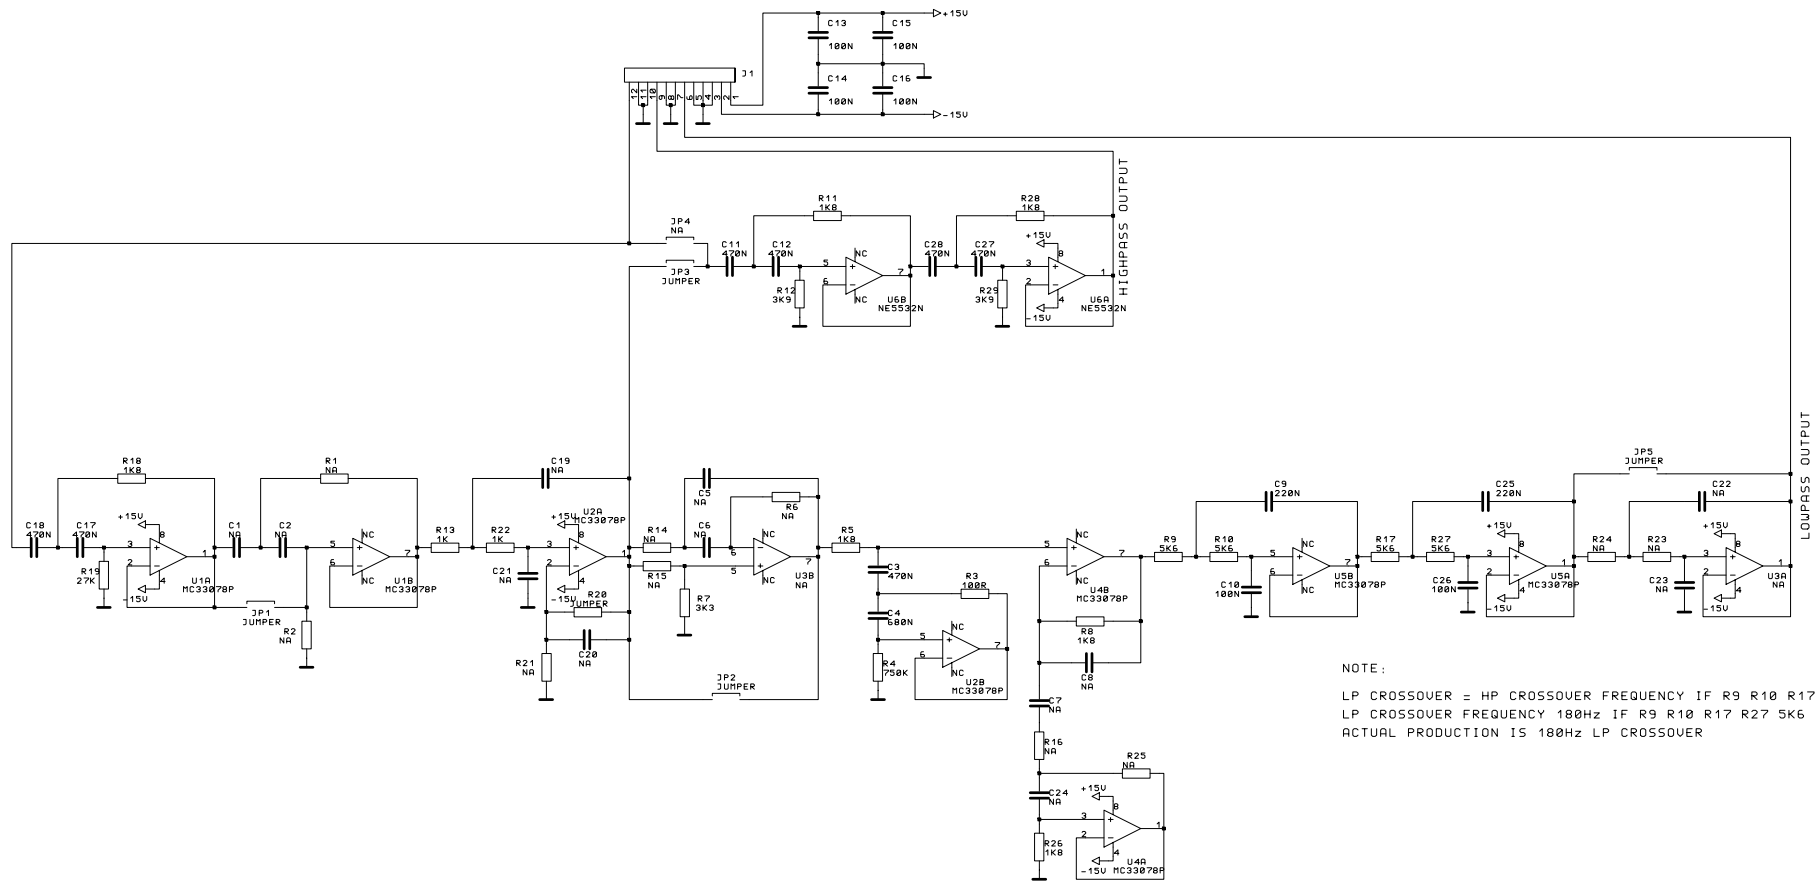 C13
100N
C15
100N
+15V
J1
12
11
10
9
8
7
6
5
4
3
2
1
C14
100N
C16
100N
-15V
HIGHPASS OUTPUT
JP4
NA
JP3
JUMPER
C11
470N
C12
470N
R11
1K8
R12
3K9
5
6
7
NC
NC
U6B
NE5532N
C28
470N
C27
470N
R28
1K8
R29
3K9
+15V
8
3
2
1
4
-15V
U6A
NE5532N
LOWPASS OUTPUT
C18
470N
C17
470N
R18
1K8
R19
27K
+15V
8
3
2
1
4
-15V
U1A
MC33078P
C1
NA
C2
NA
R1
NA
JP1
JUMPER
R2
NA
5
6
7
NC
NC
U1B
MC33078P
R13
1K
R22
1K
C19
NA
C21
NA
+15V
8
3
2
1
4
-15V
U2A
MC33078P
R20
JUMPER
C20
NA
R21
NA
R14
NA
R15
NA
C5
NA
C6
NA
R6
NA
R7
3K3
6
5
7
NC
NC
U3B
NA
JP2
JUMPER
R5
1K8
C3
470N
C4
680N
R3
100R
R4
750K
5
6
7
NC
NC
U2B
MC33078P
5
6
7
NC
NC
U4B
MC33078P
R8
1K8
C8
NA
C7
NA
R16
NA
R25
NA
C24
NA
R26
1K8
+15V
8
3
2
1
4
-15V
U4A
MC33078P
R9
5K6
R10
5K6
C9
220N
C10
100N
5
6
7
NC
NC
U5B
MC33078P
R17
5K6
R27
5K6
C25
220N
C26
100N
+15V
8
3
2
1
4
-15V
U5A
MC33078P
JP5
JUMPER
R24
NA
R23
NA
C22
NA
C23
NA
+15V
8
3
2
1
4
-15V
U3A
NA
NOTE:
LP CROSSOVER = HP CROSSOVER FREQUENCY IF R9 R10 R17
LP CROSSOVER FREQUENCY 180Hz IF R9 R10 R17 R27 5K6
ACTUAL PRODUCTION IS 180Hz LP CROSSOVER